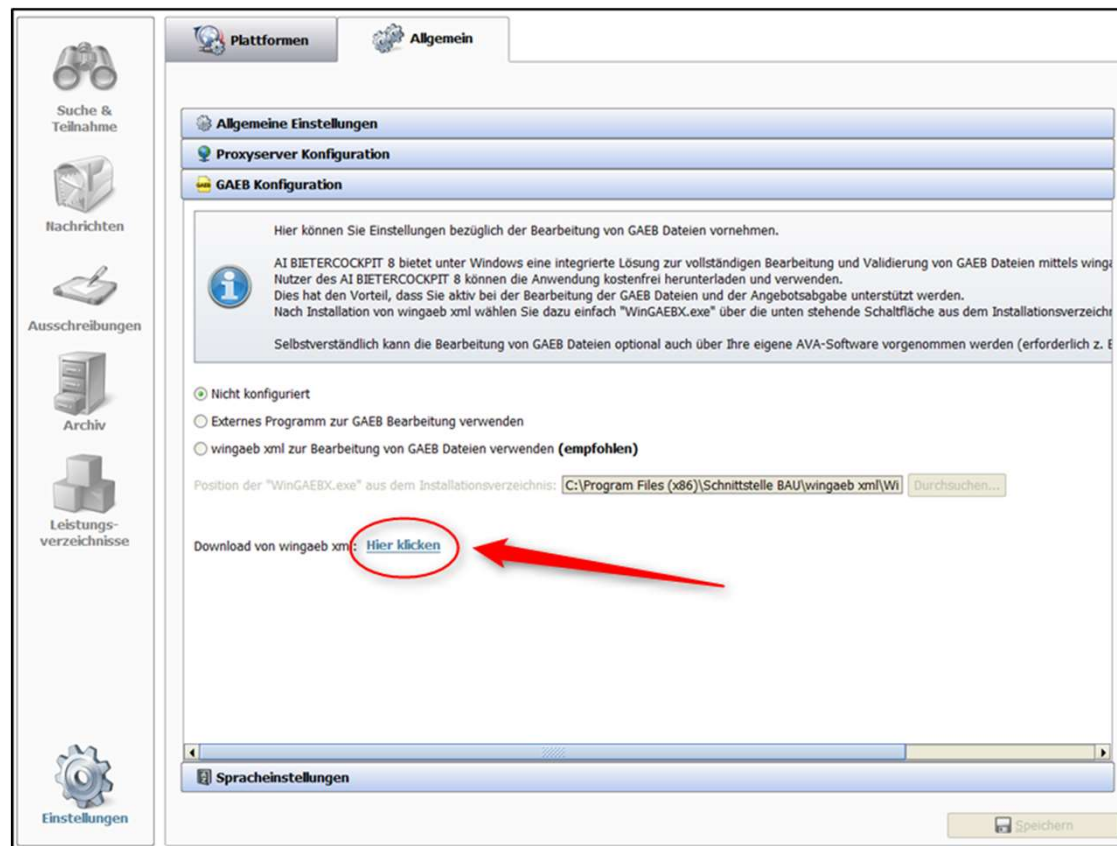 Plattformen
Allgemein
Suche &
Teilnahme
Nachrichten
Ausschreibungen
Archiv
Leistungs-
verzeichnisse
Einstellungen
Allgemeine Einstellungen
Proxyserver Konfiguration
GAEB Konfiguration
Hier können Sie Einstellungen bezüglich der Bearbeitung von GAEB Dateien vornehmen.
AI BIETERCOCKPIT 8 bietet unter Windows eine integrierte Lösung zur vollständigen Bearbeitung und Validierung von GAEB Dateien mittels winga
Nutzer des AI BIETERCOCKPIT 8 können die Anwendung kostenfrei herunterladen und verwenden.
Dies hat den Vorteil, dass Sie aktiv bei der Bearbeitung der GAEB Dateien und der Angebotsabgabe unterstützt werden.
Nach Installation von wingaeb xml wählen Sie dazu einfach "WinGAEBX.exe" über die unten stehende Schaltfläche aus dem Installationsverzeichn
Selbstverständlich kann die Bearbeitung von GAEB Dateien optional auch über Ihre eigene AVA-Software vorgenommen werden (erforderlich z. B
Nicht konfiguriert
Externes Programm zur GAEB Bearbeitung verwenden
wingaeb xml zur Bearbeitung von GAEB Dateien verwenden (empfohlen)
Position der "WinGAEBX.exe" aus dem Installationsverzeichnis: C:\Program Files (x86)\Schnittstelle BAU\wingaeb xml\Wi Durchsuchen...
Download von wingaeb xml: Hier klicken
Spracheinstellungen
Speichern